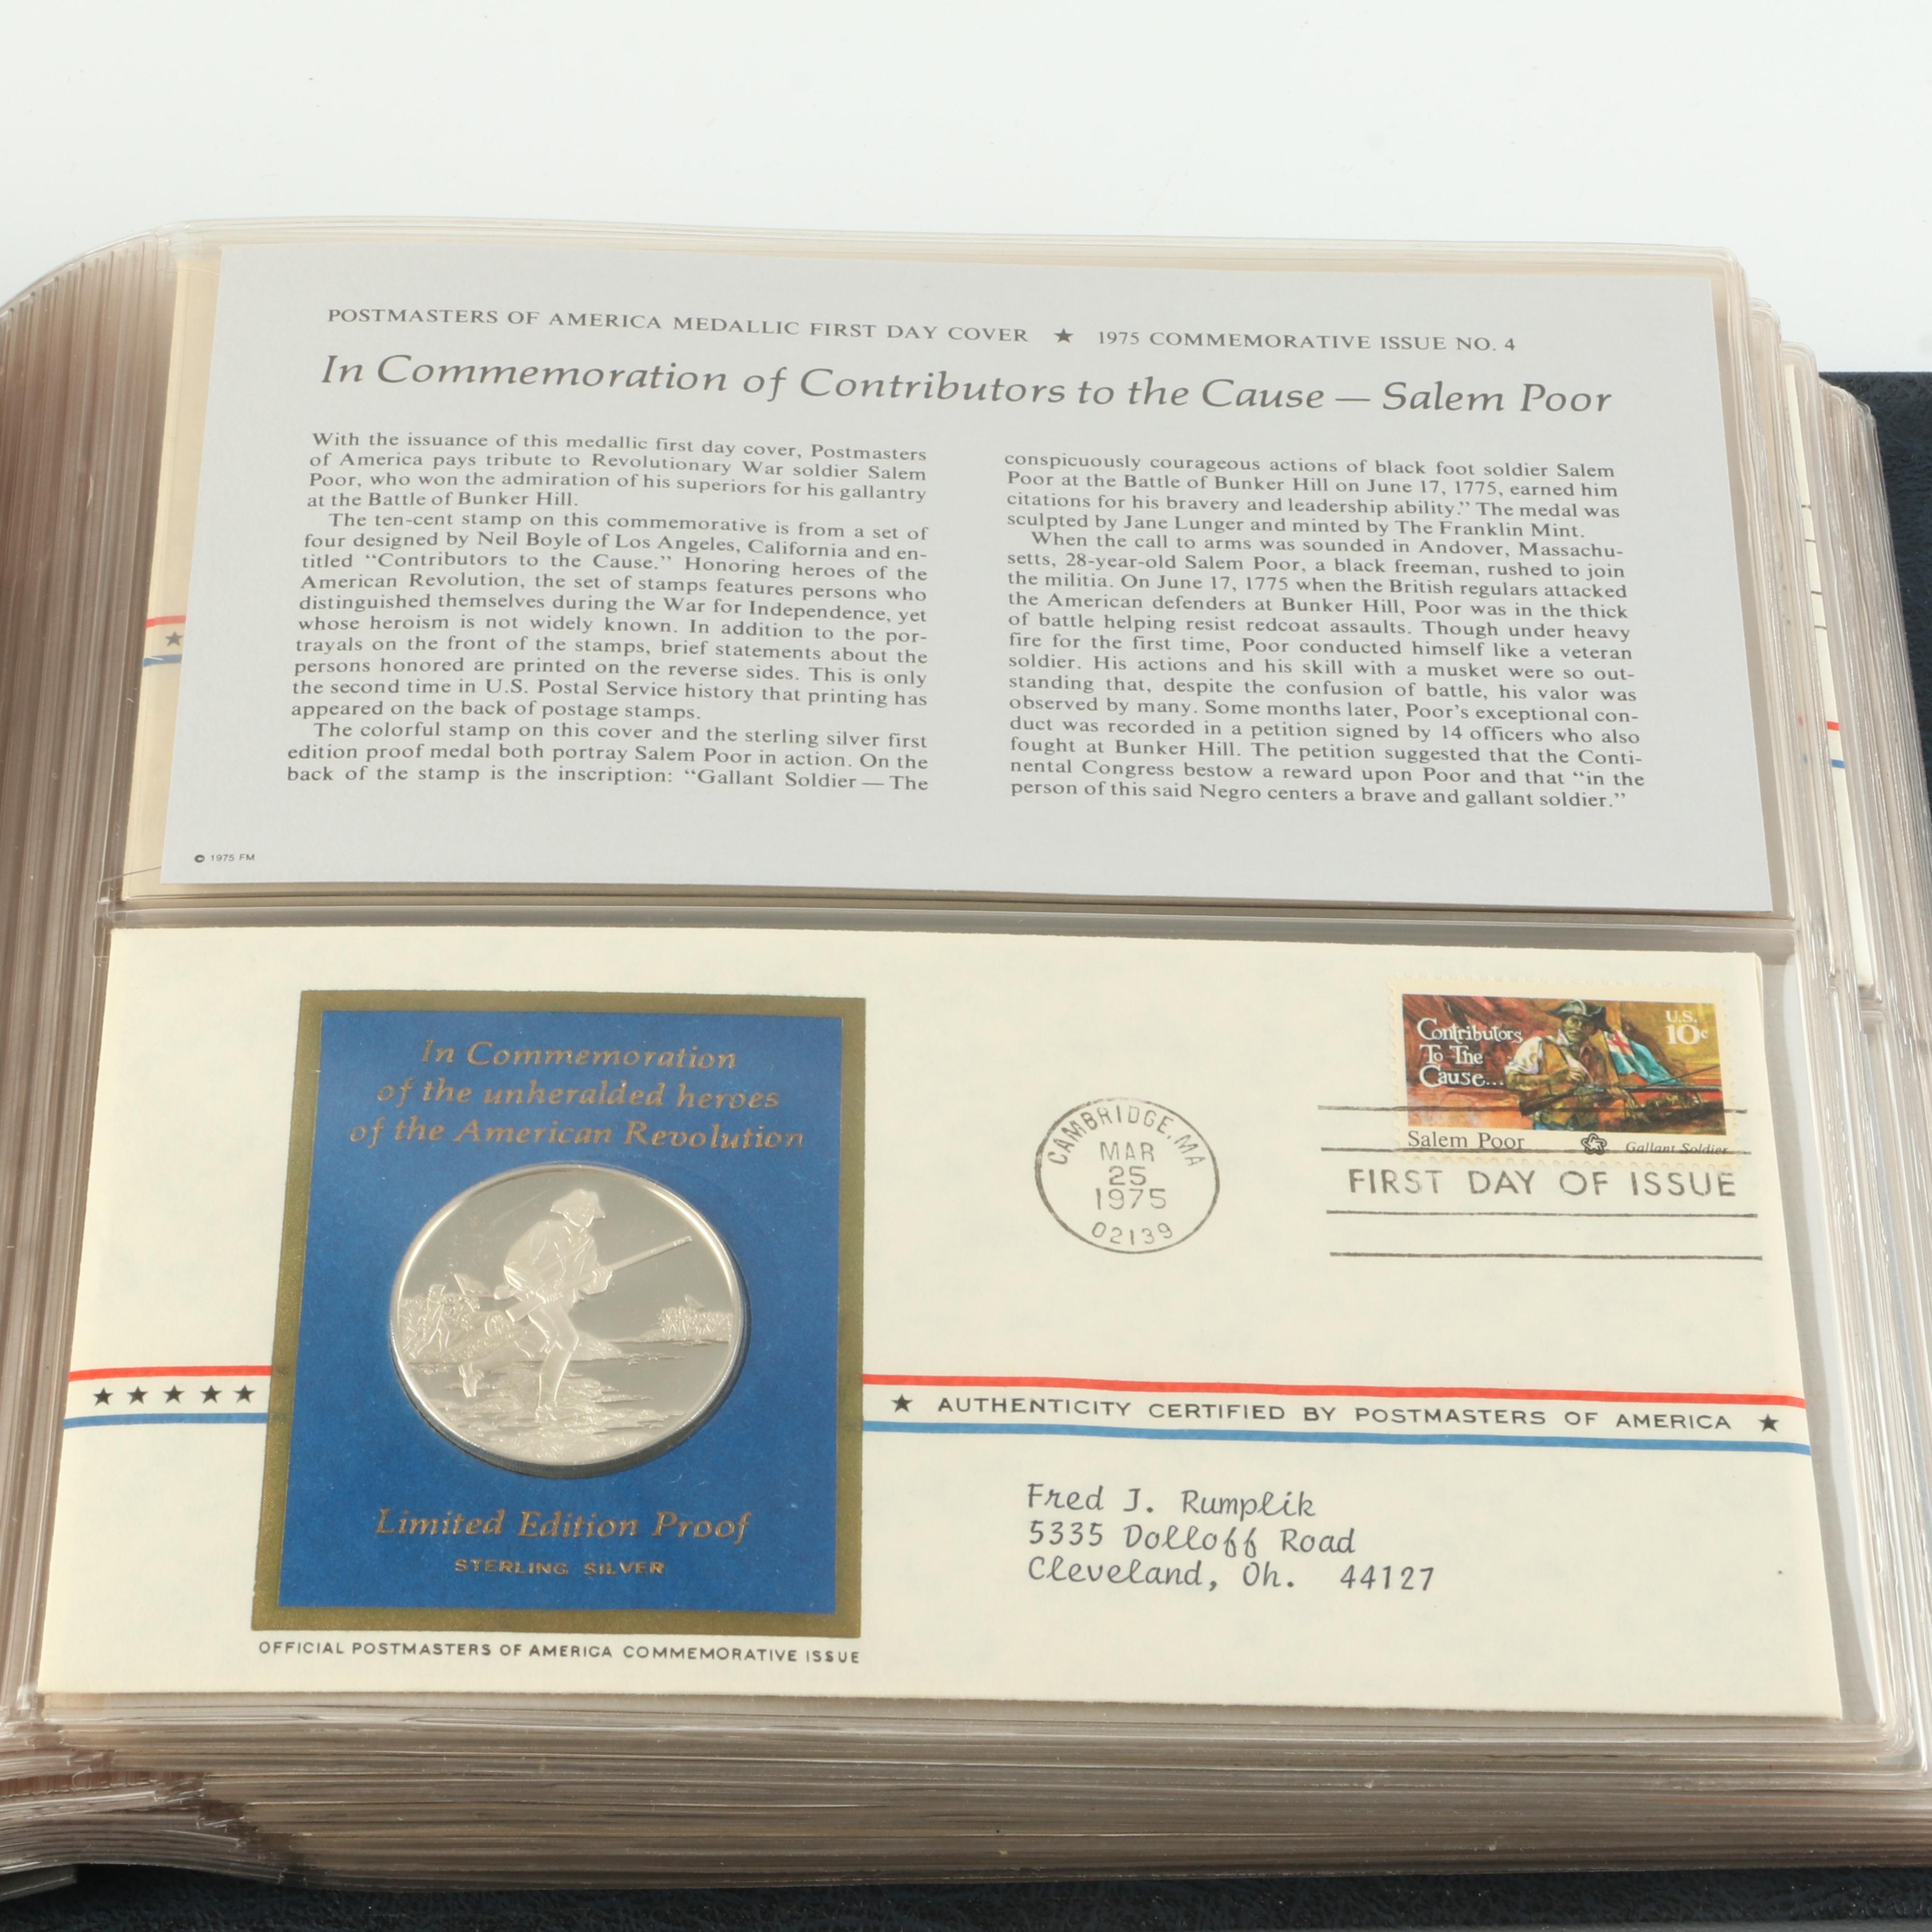 POSTMASTERS OF AMERICA MEDALLIC FIRST DAY COVER ★ 1975 COMMEMORATIVE ISSUE NO. 4
In Commemoration of Contributors to the Cause — Salem Poor
With the issuance of this medallic first day cover, Postmasters
of America pays tribute to Revolutionary War soldier Salem
Poor, who won the admiration of his superiors for his gallantry
at the Battle of Bunker Hill.
The ten-cent stamp on this commemorative is from a set of
four designed by Neil Boyle of Los Angeles, California and en-
titled “Contributors to the Cause.” Honoring heroes of the
American Revolution, the set of stamps features persons who
distinguished themselves during the War for Independence, yet
whose heroism is not widely known. In addition to the por-
trayals on the front of the stamps, brief statements about the
persons honored are printed on the reverse sides. This is only
the second time in U.S. Postal Service history that printing has
appeared on the back of postage stamps.
The colorful stamp on this cover and the sterling silver first
edition proof medal both portray Salem Poor in action. On the
back of the stamp is the inscription: “Gallant Soldier — The
conspicuously courageous actions of black foot soldier Salem
Poor at the Battle of Bunker Hill on June 17, 1775, earned him
citations for his bravery and leadership ability.” The medal was
sculpted by Jane Lunger and minted by The Franklin Mint.
When the call to arms was sounded in Andover, Massachu-
setts, 28-year-old Salem Poor, a black freeman, rushed to join
the militia. On June 17, 1775 when the British regulars attacked
the American defenders at Bunker Hill, Poor was in the thick
of battle helping resist redcoat assaults. Though under heavy
fire for the first time, Poor conducted himself like a veteran
soldier. His actions and his skill with a musket were so out-
standing that, despite the confusion of battle, his valor was
observed by many. Some months later, Poor’s exceptional con-
duct was recorded in a petition signed by 14 officers who also
fought at Bunker Hill. The petition suggested that the Conti-
nental Congress bestow a reward upon Poor and that “in the
person of this said Negro centers a brave and gallant soldier.”
© 1975 FM
In Commemoration
of the unheralded heroes
of the American Revolution
Limited Edition Proof
STERLING SILVER
OFFICIAL POSTMASTERS OF AMERICA COMMEMORATIVE ISSUE
CAMBRIDGE, MA
MAR
25
1975
02139
Contributors
To The
Cause...
U.S.
10c
Salem Poor
Gallant Soldier
FIRST DAY OF ISSUE
★ ★ ★ ★ ★
★ AUTHENTICITY CERTIFIED BY POSTMASTERS OF AMERICA ★
Fred J. Rumplik
5335 Dolloff Road
Cleveland, Oh. 44127